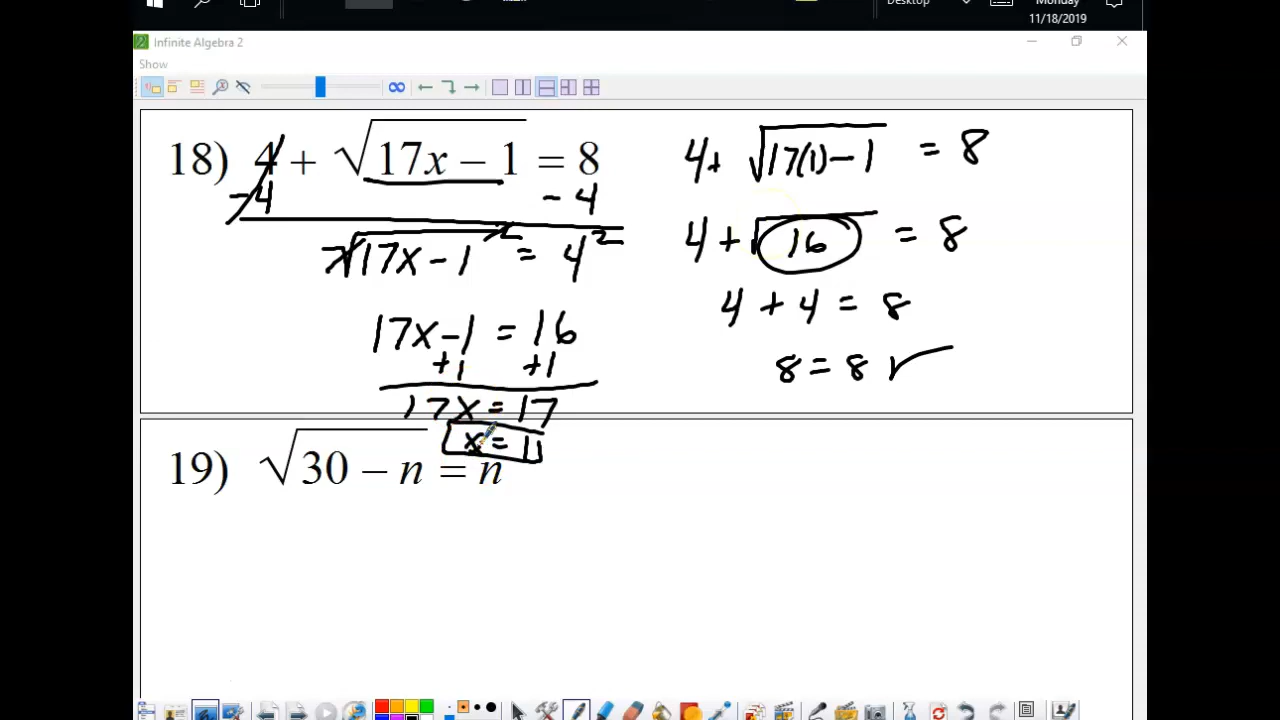 Monday
11/18/2019
Infinite Algebra 2
Show
18) 4 + √17x − 1 = 8
-4 -4
√17x-1² = 4²
17x-1 = 16
+1 +1
17x = 17
x = 1
4+ √17(1)-1 = 8
4+√16 = 8
4 + 4 = 8
8 = 8 ✓
19) √30 − n = n